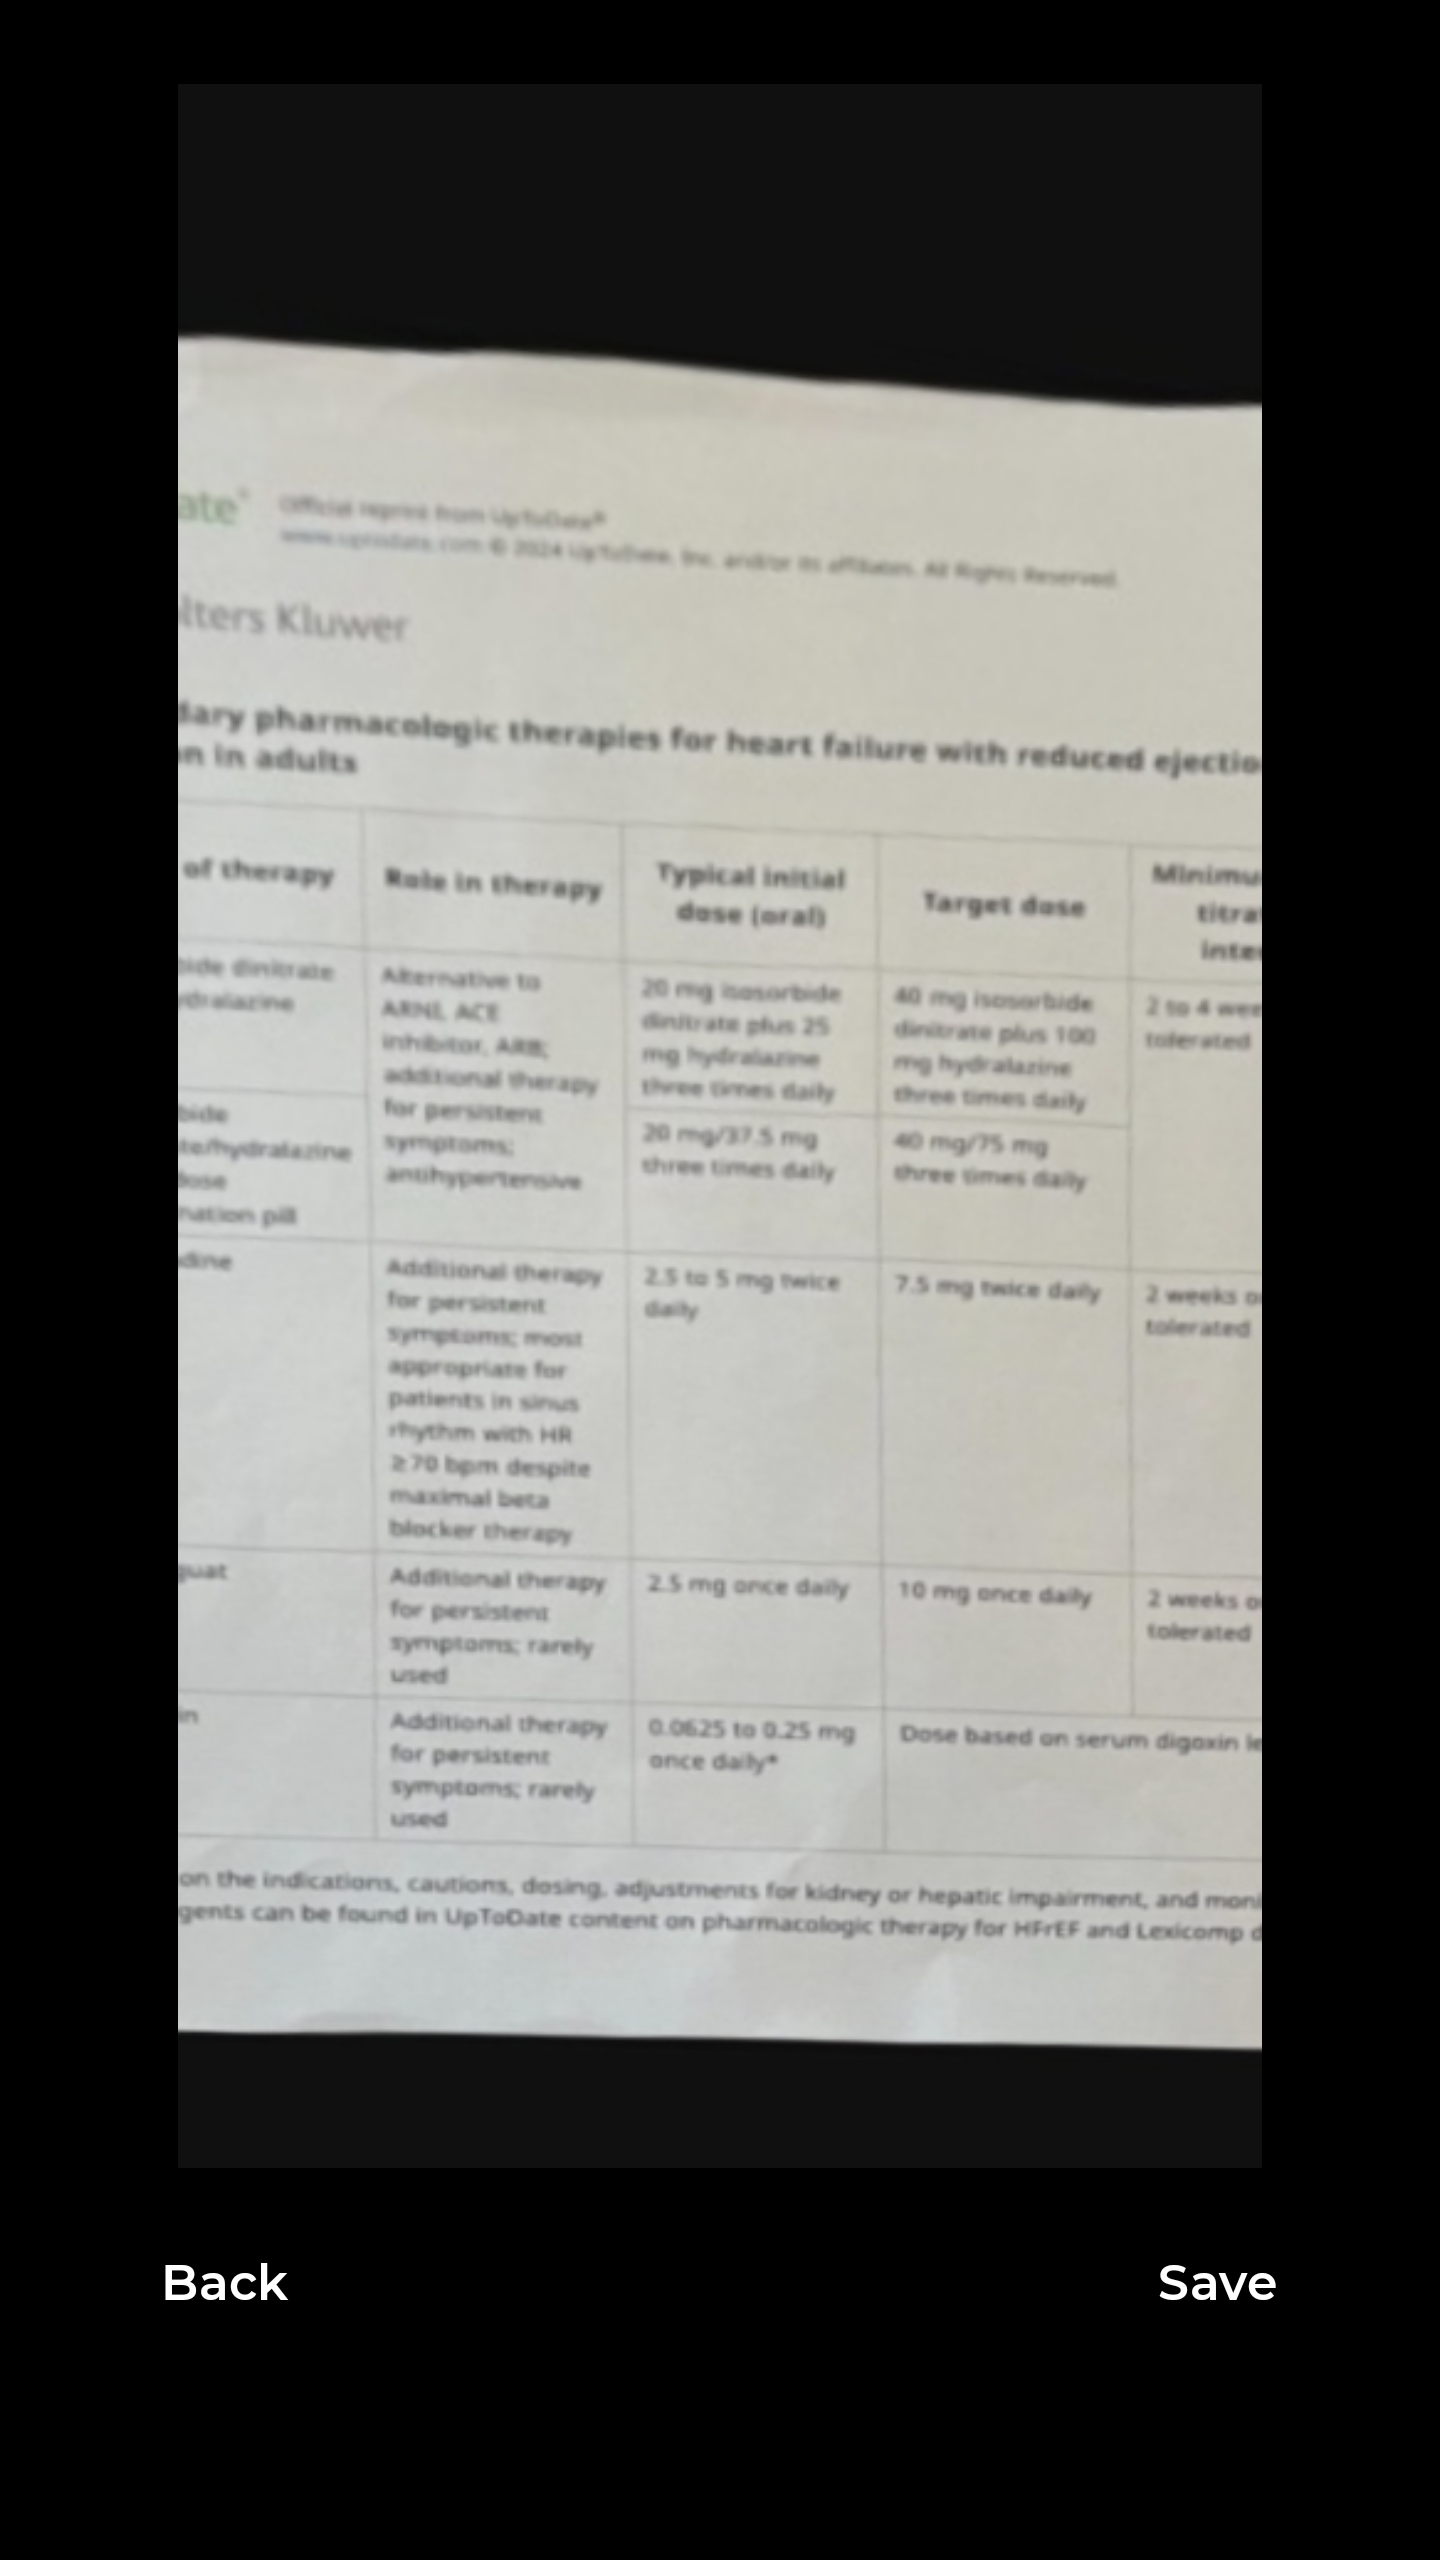 ate®
Official reprint from UpToDate®
www.uptodate.com © 2024 UpToDate, Inc. and/or its affiliates. All Rights Reserved.
lters Kluwer
dary pharmacologic therapies for heart failure with reduced ejectio
n in adults
of therapy
Role in therapy
Typical initial
dose (oral)
Target dose
Minimu
titra
inte
bide dinitrate
ydralazine
Alternative to
ARNI, ACE
inhibitor, ARB;
additional therapy
for persistent
symptoms;
antihypertensive
20 mg isosorbide
dinitrate plus 25
mg hydralazine
three times daily
40 mg isosorbide
dinitrate plus 100
mg hydralazine
three times daily
2 to 4 wee
tolerated
bide
te/hydralazine
dose
nation pill
20 mg/37.5 mg
three times daily
40 mg/75 mg
three times daily
dine
Additional therapy
for persistent
symptoms; most
appropriate for
patients in sinus
rhythm with HR
≥70 bpm despite
maximal beta
blocker therapy
2.5 to 5 mg twice
daily
7.5 mg twice daily
2 weeks o
tolerated
guat
Additional therapy
for persistent
symptoms; rarely
used
2.5 mg once daily
10 mg once daily
2 weeks o
tolerated
in
Additional therapy
for persistent
symptoms; rarely
used
0.0625 to 0.25 mg
once daily*
Dose based on serum digoxin le
on the indications, cautions, dosing, adjustments for kidney or hepatic impairment, and moni
gents can be found in UpToDate content on pharmacologic therapy for HFrEF and Lexicomp d
Back
Save